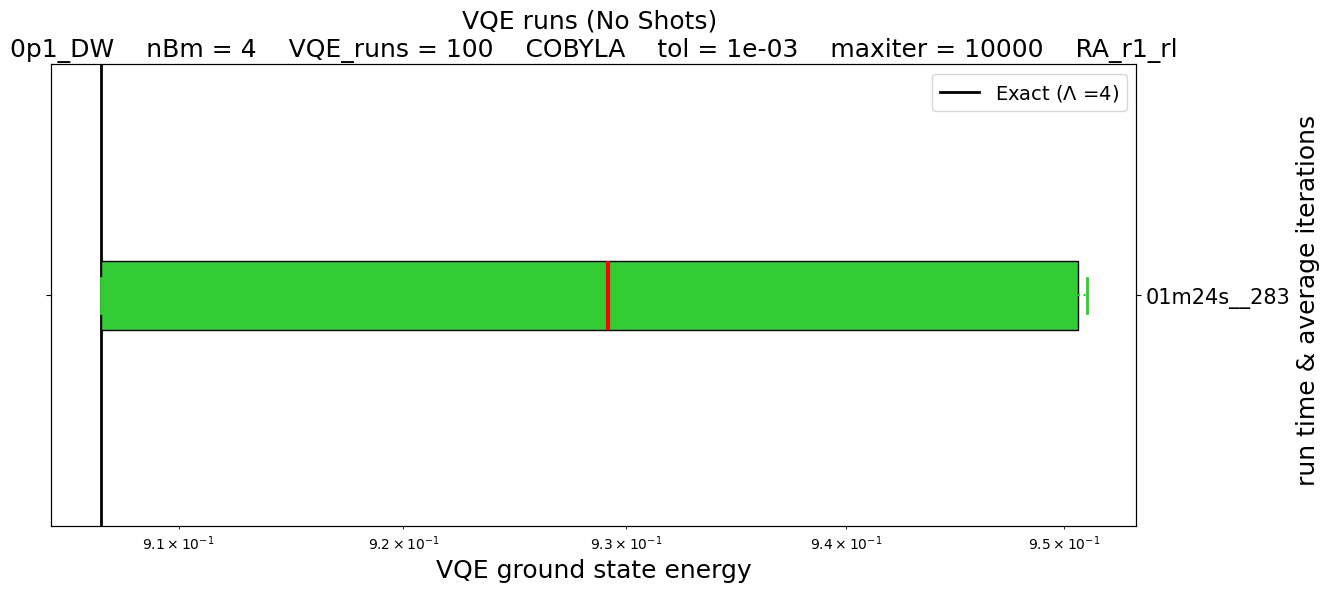 VQE runs (No Shots)
0p1_DW nBm = 4 VQE_runs = 100 COBYLA tol = 1e-03 maxiter = 10000 RA_r1_rl
Exact (Λ =4)
01m24s__283
run time & average iterations
9.1 × 10⁻¹ 9.2 × 10⁻¹ 9.3 × 10⁻¹ 9.4 × 10⁻¹ 9.5 × 10⁻¹
VQE ground state energy